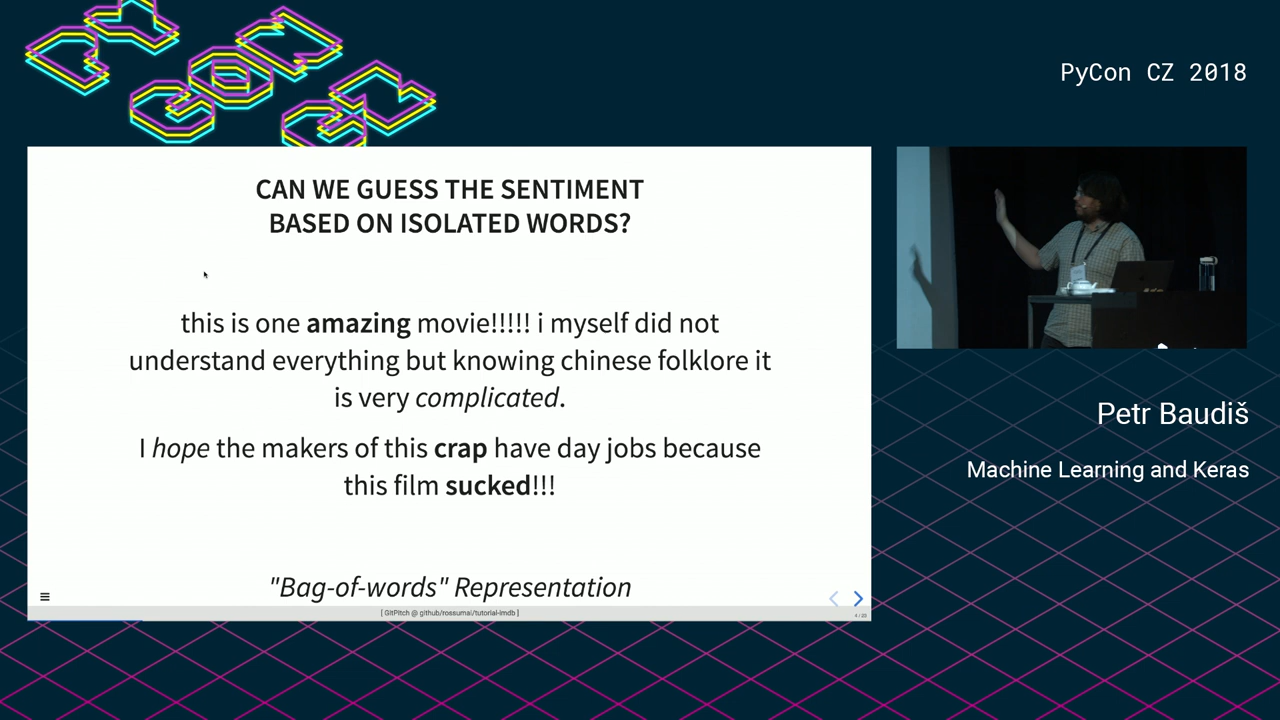 PyCon CZ 2018
CAN WE GUESS THE SENTIMENT
BASED ON ISOLATED WORDS?
this is one amazing movie!!!!! i myself did not
understand everything but knowing chinese folklore it
is very complicated.
I hope the makers of this crap have day jobs because
this film sucked!!!
"Bag-of-words" Representation
[ GitPitch @ github/rossumai/tutorial-imdb ]
4 / 25
Petr Baudiš
Machine Learning and Keras